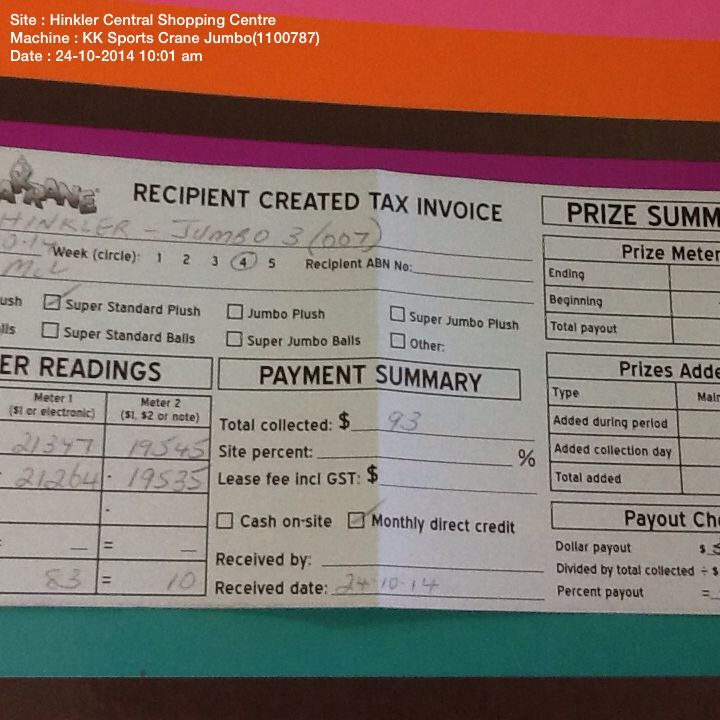 Site : Hinkler Central Shopping Centre
Machine : KK Sports Crane Jumbo(1100787)
Date : 24-10-2014 10:01 am
RECIPIENT CREATED TAX INVOICE
HINKLER - JUMBO 3 (007)
Week (circle): 1 2 3 4 5 Recipient ABN No:
ush Super Standard Plush Jumbo Plush Super Jumbo Plush
lls Super Standard Balls Super Jumbo Balls Other:
ER READINGS
Meter 1 Meter 2
($1 or electronic) ($1, $2 or note)
21347 19545
- 21264 - 19535
-
= — = —
83 = 10
PAYMENT SUMMARY
Total collected: $ 93
Site percent: %
Lease fee incl GST: $
Cash on-site Monthly direct credit
Received by:
Received date: 24-10-14
PRIZE SUMM
Prize Meter
Ending
Beginning
Total payout
Prizes Adde
Type Mai
Added during period
Added collection day
Total added
Payout Che
Dollar payout $
Divided by total collected ÷ $
Percent payout =